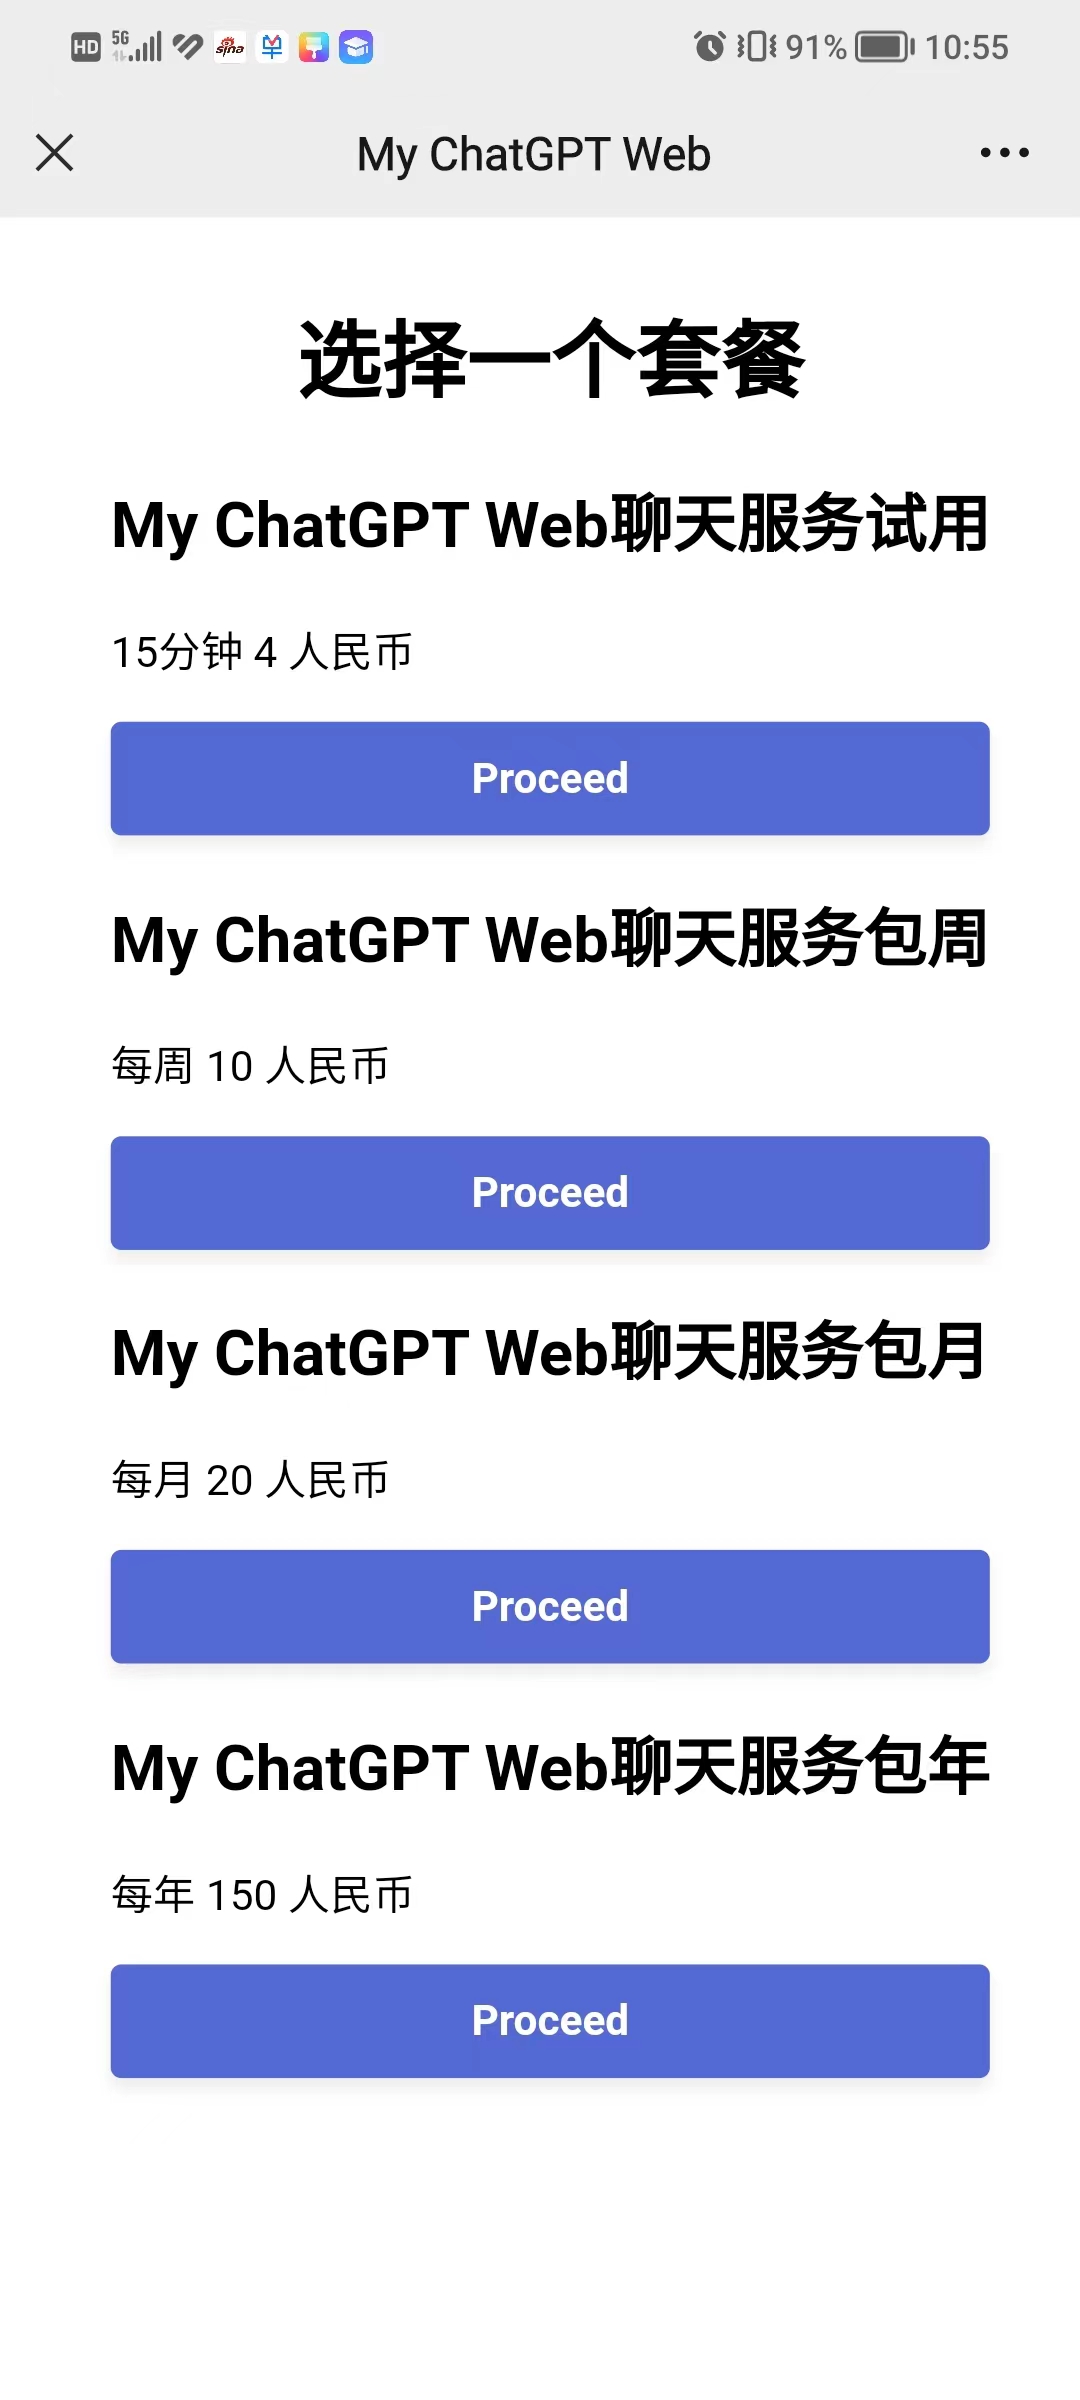 HD 5G sina 91% 10:55
My ChatGPT Web
选择一个套餐
My ChatGPT Web聊天服务试用
15分钟 4 人民币
Proceed
My ChatGPT Web聊天服务包周
每周 10 人民币
Proceed
My ChatGPT Web聊天服务包月
每月 20 人民币
Proceed
My ChatGPT Web聊天服务包年
每年 150 人民币
Proceed